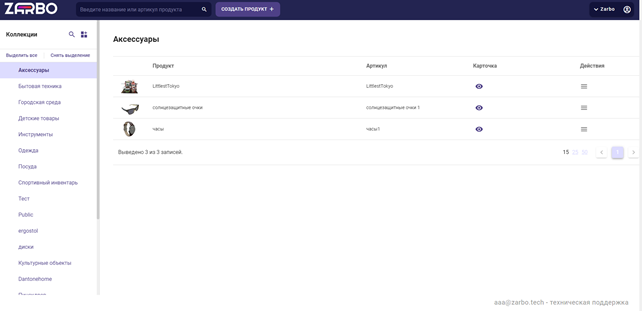 ZARBO
Введите название или артикул продукта
СОЗДАТЬ ПРОДУКТ +
Zarbo
Коллекции
Выделить все
Снять выделение
Аксессуары
Бытовая техника
Городская среда
Детские товары
Инструменты
Одежда
Посуда
Спортивный инвентарь
Тест
Public
ergostol
диски
Культурные объекты
Dantonehome
Аксессуары
Продукт Артикул Карточка Действия
LittlestTokyo LittlestTokyo
солнцезащитные очки солнцезащитные очки 1
часы часы1
Выведено 3 из 3 записей.
15
aaa@zarbo.tech - техническая поддержка